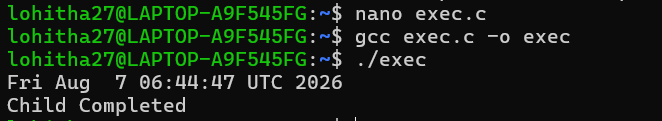 lohitha27@LAPTOP-A9F545FG:~$ nano exec.c
lohitha27@LAPTOP-A9F545FG:~$ gcc exec.c -o exec
lohitha27@LAPTOP-A9F545FG:~$ ./exec
Fri Aug  7 06:44:47 UTC 2026
Child Completed